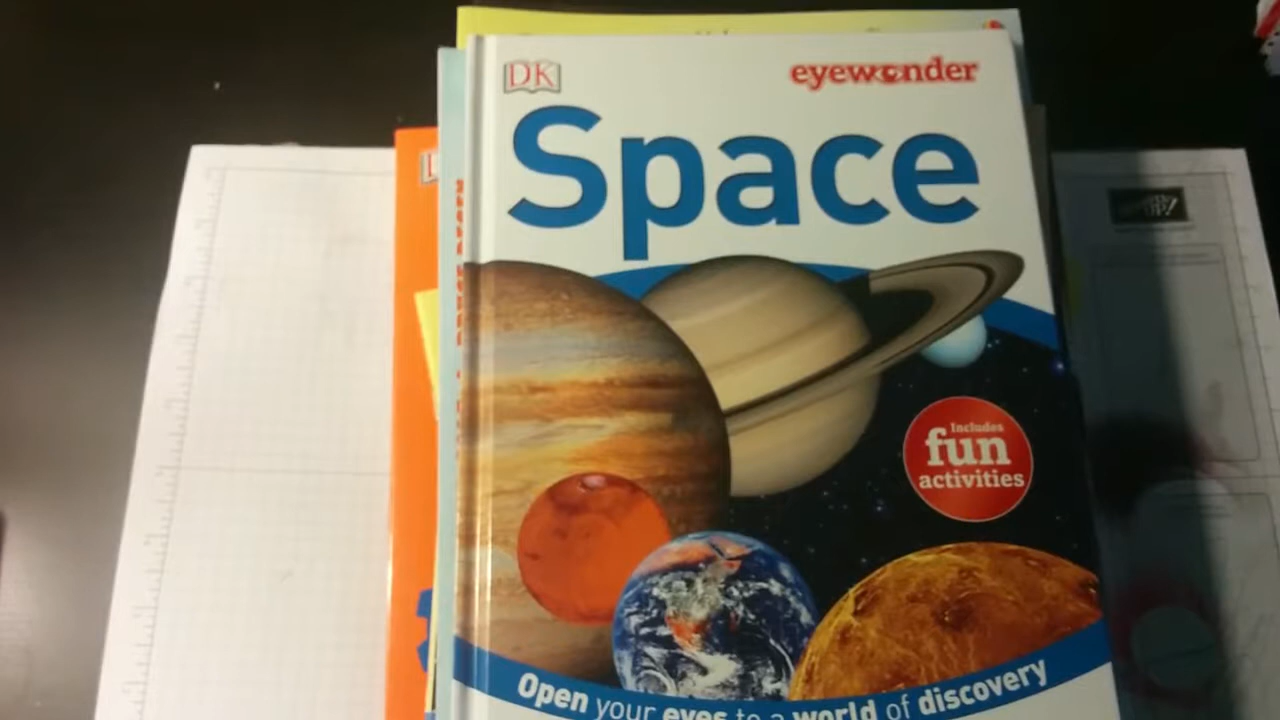 DK
eyewonder
Space
Includes
fun
activities
Open your eyes to a world of discovery